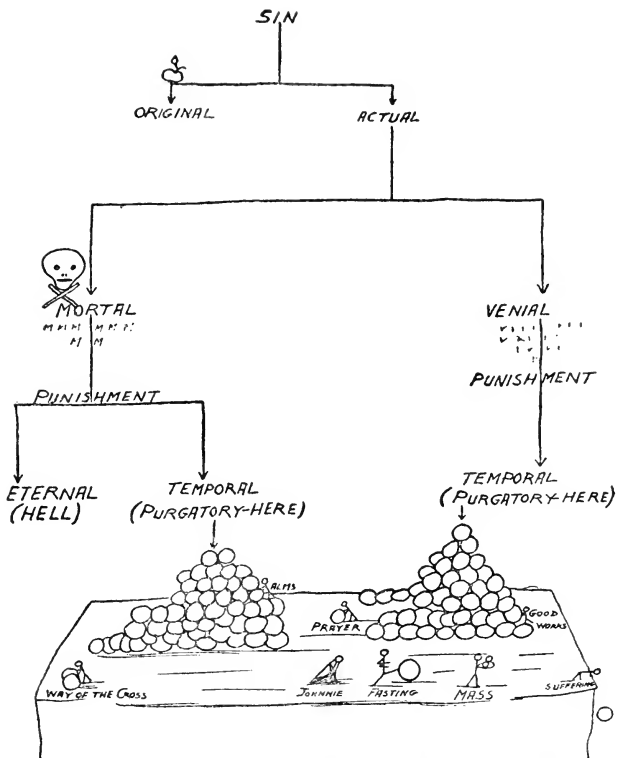 SIN
ORIGINAL
ACTUAL
MORTAL
M M M M M M
M M
VENIAL
PUNISHMENT
PUNISHMENT
ETERNAL
(HELL)
TEMPORAL
(PURGATORY-HERE)
TEMPORAL
(PURGATORY-HERE)
ALMS
PRAYER
GOOD
WORKS
WAY OF THE CROSS
JOHNNIE
FASTING
MASS
SUFFERING